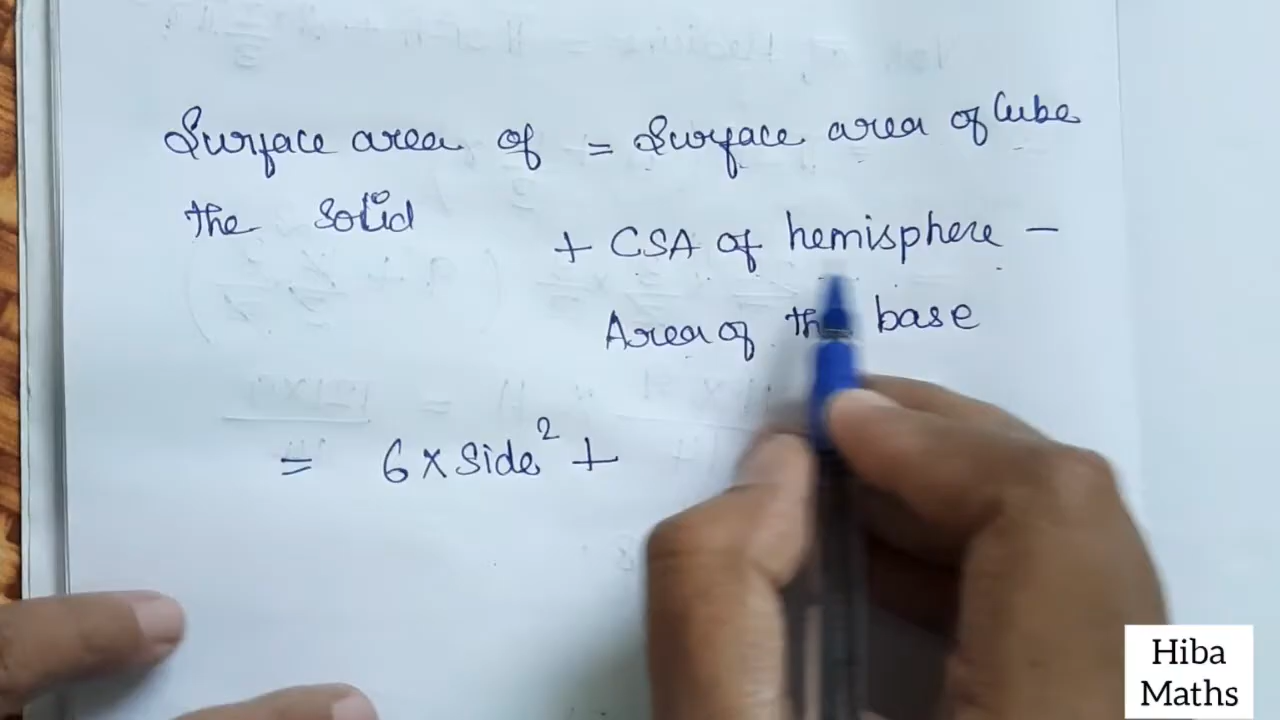 Surface area of = Surface area of Cube
the solid
+ CSA of hemisphere -
Area of base
= 6 x Side² +
Hiba
Maths